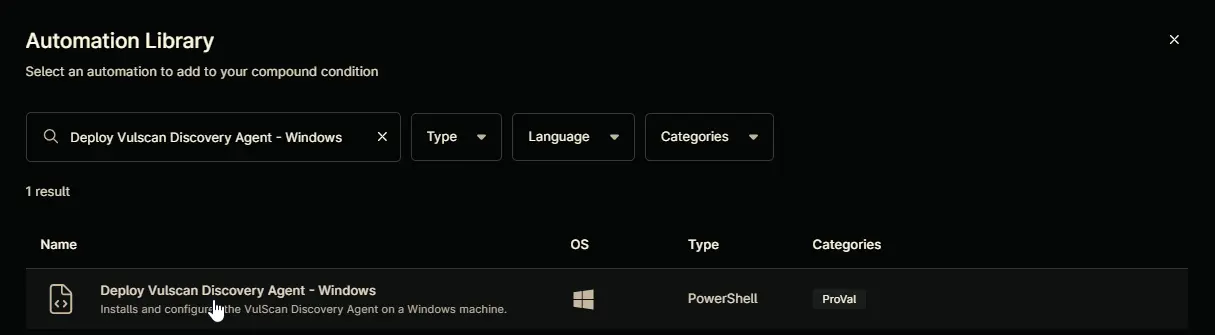 Automation Library
Select an automation to add to your compound condition
Deploy Vulscan Discovery Agent - Windows
Type
Language
Categories
1 result
Name OS Type Categories
Deploy Vulscan Discovery Agent - Windows
Installs and configures the VulScan Discovery Agent on a Windows machine.
PowerShell
ProVal